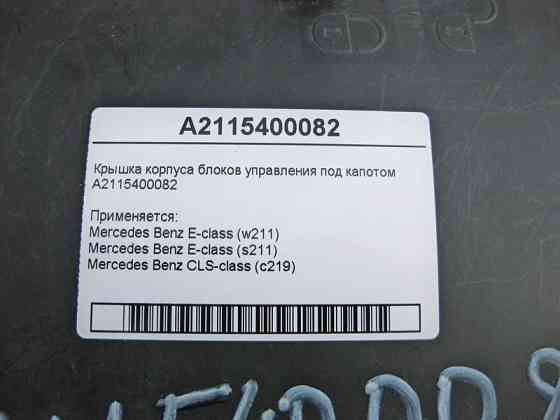 A2115400082
Крышка корпуса блоков управления под капотом
A2115400082
Применяется:
Mercedes Benz E-class (w211)
Mercedes Benz E-class (s211)
Mercedes Benz CLS-class (c219)